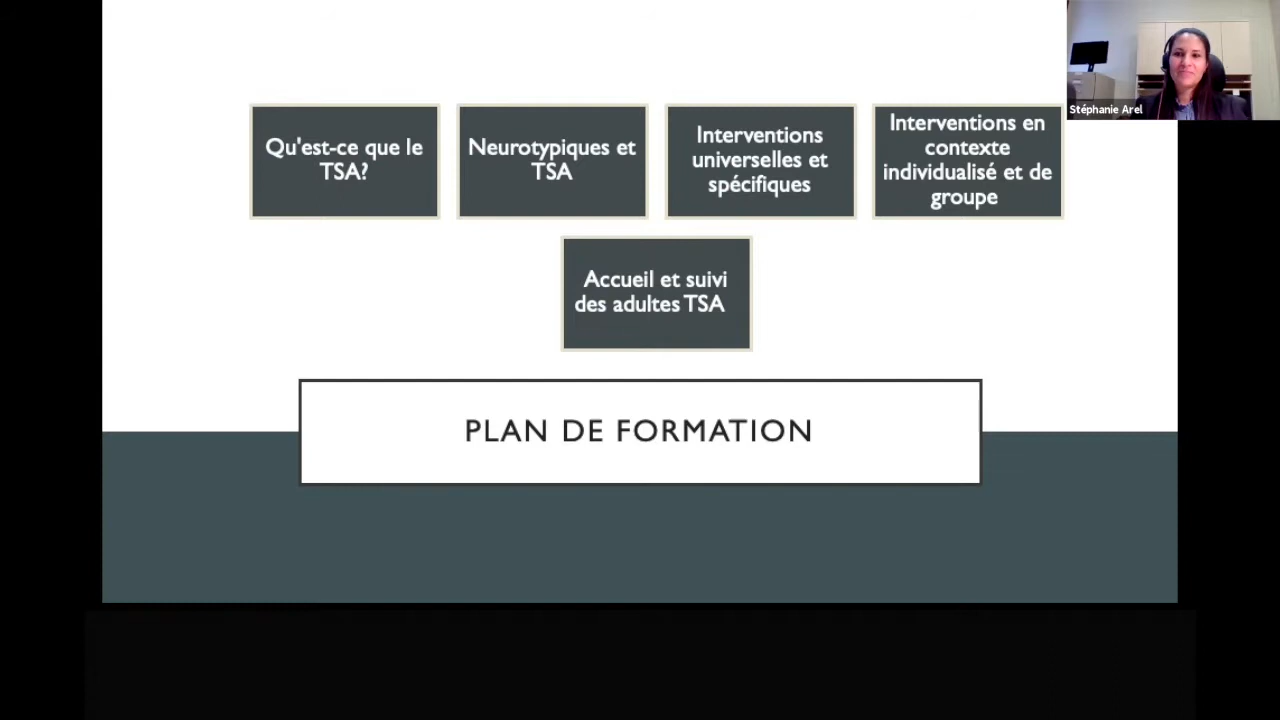 Qu'est-ce que le
TSA?
Neurotypiques et
TSA
Interventions
universelles et
spécifiques
Interventions en
contexte
individualisé et de
groupe
Accueil et suivi
des adultes TSA
PLAN DE FORMATION
Stéphanie Arel